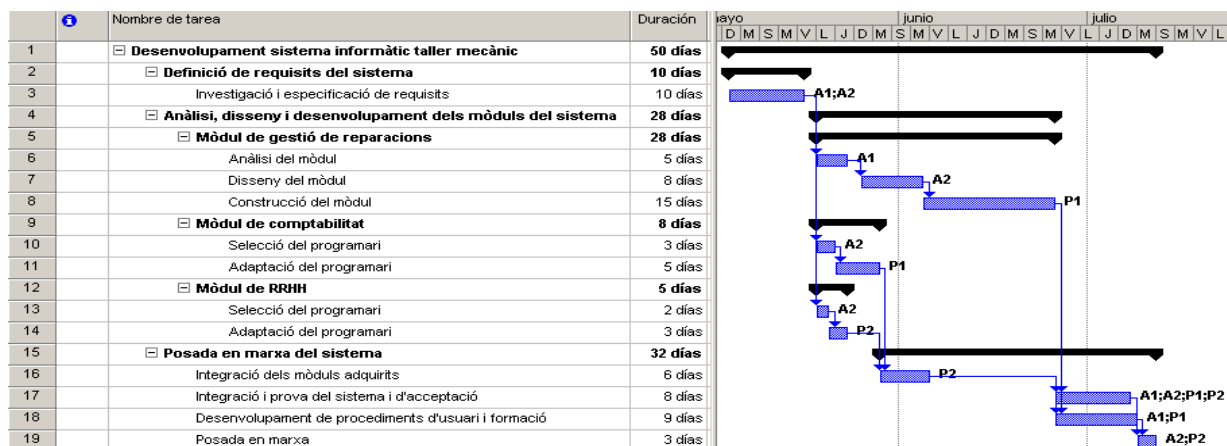 Nombre de tarea Duración ayo junio julio
D M S M V L J D M S M V L J D M S M V L J D M S M V L
1 Desenvolupament sistema informàtic taller mecànic 50 días
2 Definició de requisits del sistema 10 días
3 Investigació i especificació de requisits 10 días A1;A2
4 Anàlisi, disseny i desenvolupament dels mòduls del sistema 28 días
5 Mòdul de gestió de reparacions 28 días
6 Anàlisi del mòdul 5 días A1
7 Disseny del mòdul 8 días A2
8 Construcció del mòdul 15 días P1
9 Mòdul de comptabilitat 8 días
10 Selecció del programari 3 días A2
11 Adaptació del programari 5 días P1
12 Mòdul de RRHH 5 días
13 Selecció del programari 2 días A2
14 Adaptació del programari 3 días P2
15 Posada en marxa del sistema 32 días
16 Integració dels mòduls adquirits 6 días P2
17 Integració i prova del sistema i d'acceptació 8 días A1;A2;P1;P2
18 Desenvolupament de procediments d'usuari i formació 9 días A1;P1
19 Posada en marxa 3 días A2;P2